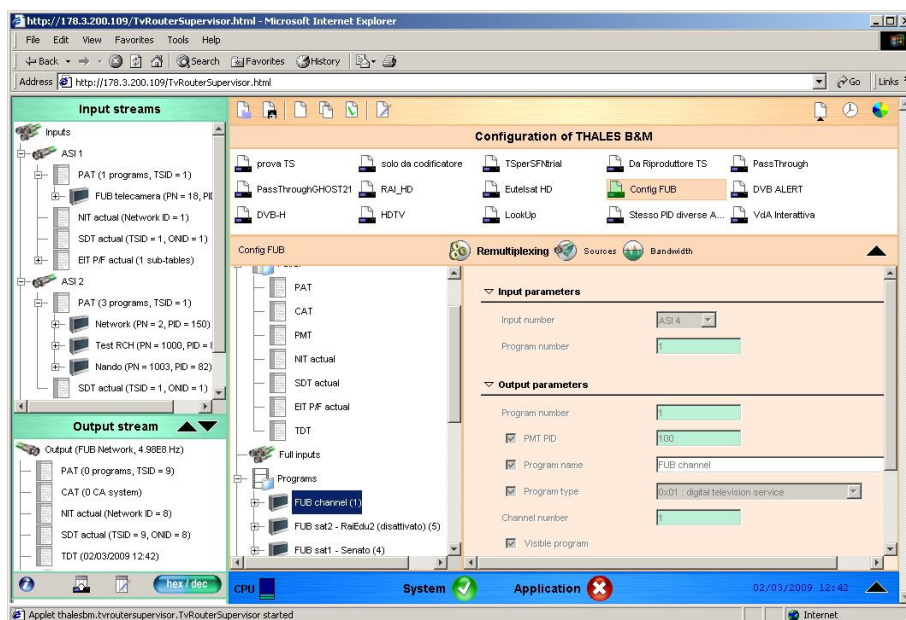 http://178.3.200.109/TvRouterSupervisor.html - Microsoft Internet Explorer
File Edit View Favorites Tools Help
Back Search Favorites History
Address http://178.3.200.109/TvRouterSupervisor.html Go Links
Input streams
Inputs
ASI 1
PAT (1 programs, TSID = 1)
FUB telecamera (PN = 18, PI
NIT actual (Network ID = 1)
SDT actual (TSID = 1, ONID = 1)
EIT P/F actual (1 sub-tables)
ASI 2
PAT (3 programs, TSID = 1)
Network (PN = 2, PID = 150)
Test RCH (PN = 1000, PID =
Nando (PN = 1003, PID = 82)
SDT actual (TSID = 1, ONID = 1)
Output stream
Output (FUB Network, 4.98E8 Hz)
PAT (0 programs, TSID = 9)
CAT (0 CA system)
NIT actual (Network ID = 8)
SDT actual (TSID = 9, ONID = 8)
TDT (02/03/2009 12:42)
hex / dec
Configuration of THALES B&M
prova TS solo da codificatore TSperSFNtrial Da Riproduttore TS PassThrough
PassThroughGHOST21 RAI_HD Eutelsat HD Config FUB DVB ALERT
DVB-H HDTV LookUp Stesso PID diverse A... VdA Interattiva
Config FUB Remultiplexing Sources Bandwidth
PAT
CAT
PMT
NIT actual
SDT actual
EIT P/F actual
TDT
Full inputs
Programs
FUB channel (1)
FUB sat2 - RaiEdu2 (disattivato) (5)
FUB sat1 - Senato (4)
Input parameters
Input number ASI 4
Program number 1
Output parameters
Program number 1
PMT PID 100
Program name FUB channel
Program type 0x01 : digital television service
Channel number 1
Visible program
CPU System Application 02/03/2009 12:42
Applet thalesbm.tvroutersupervisor.TvRouterSupervisor started Internet